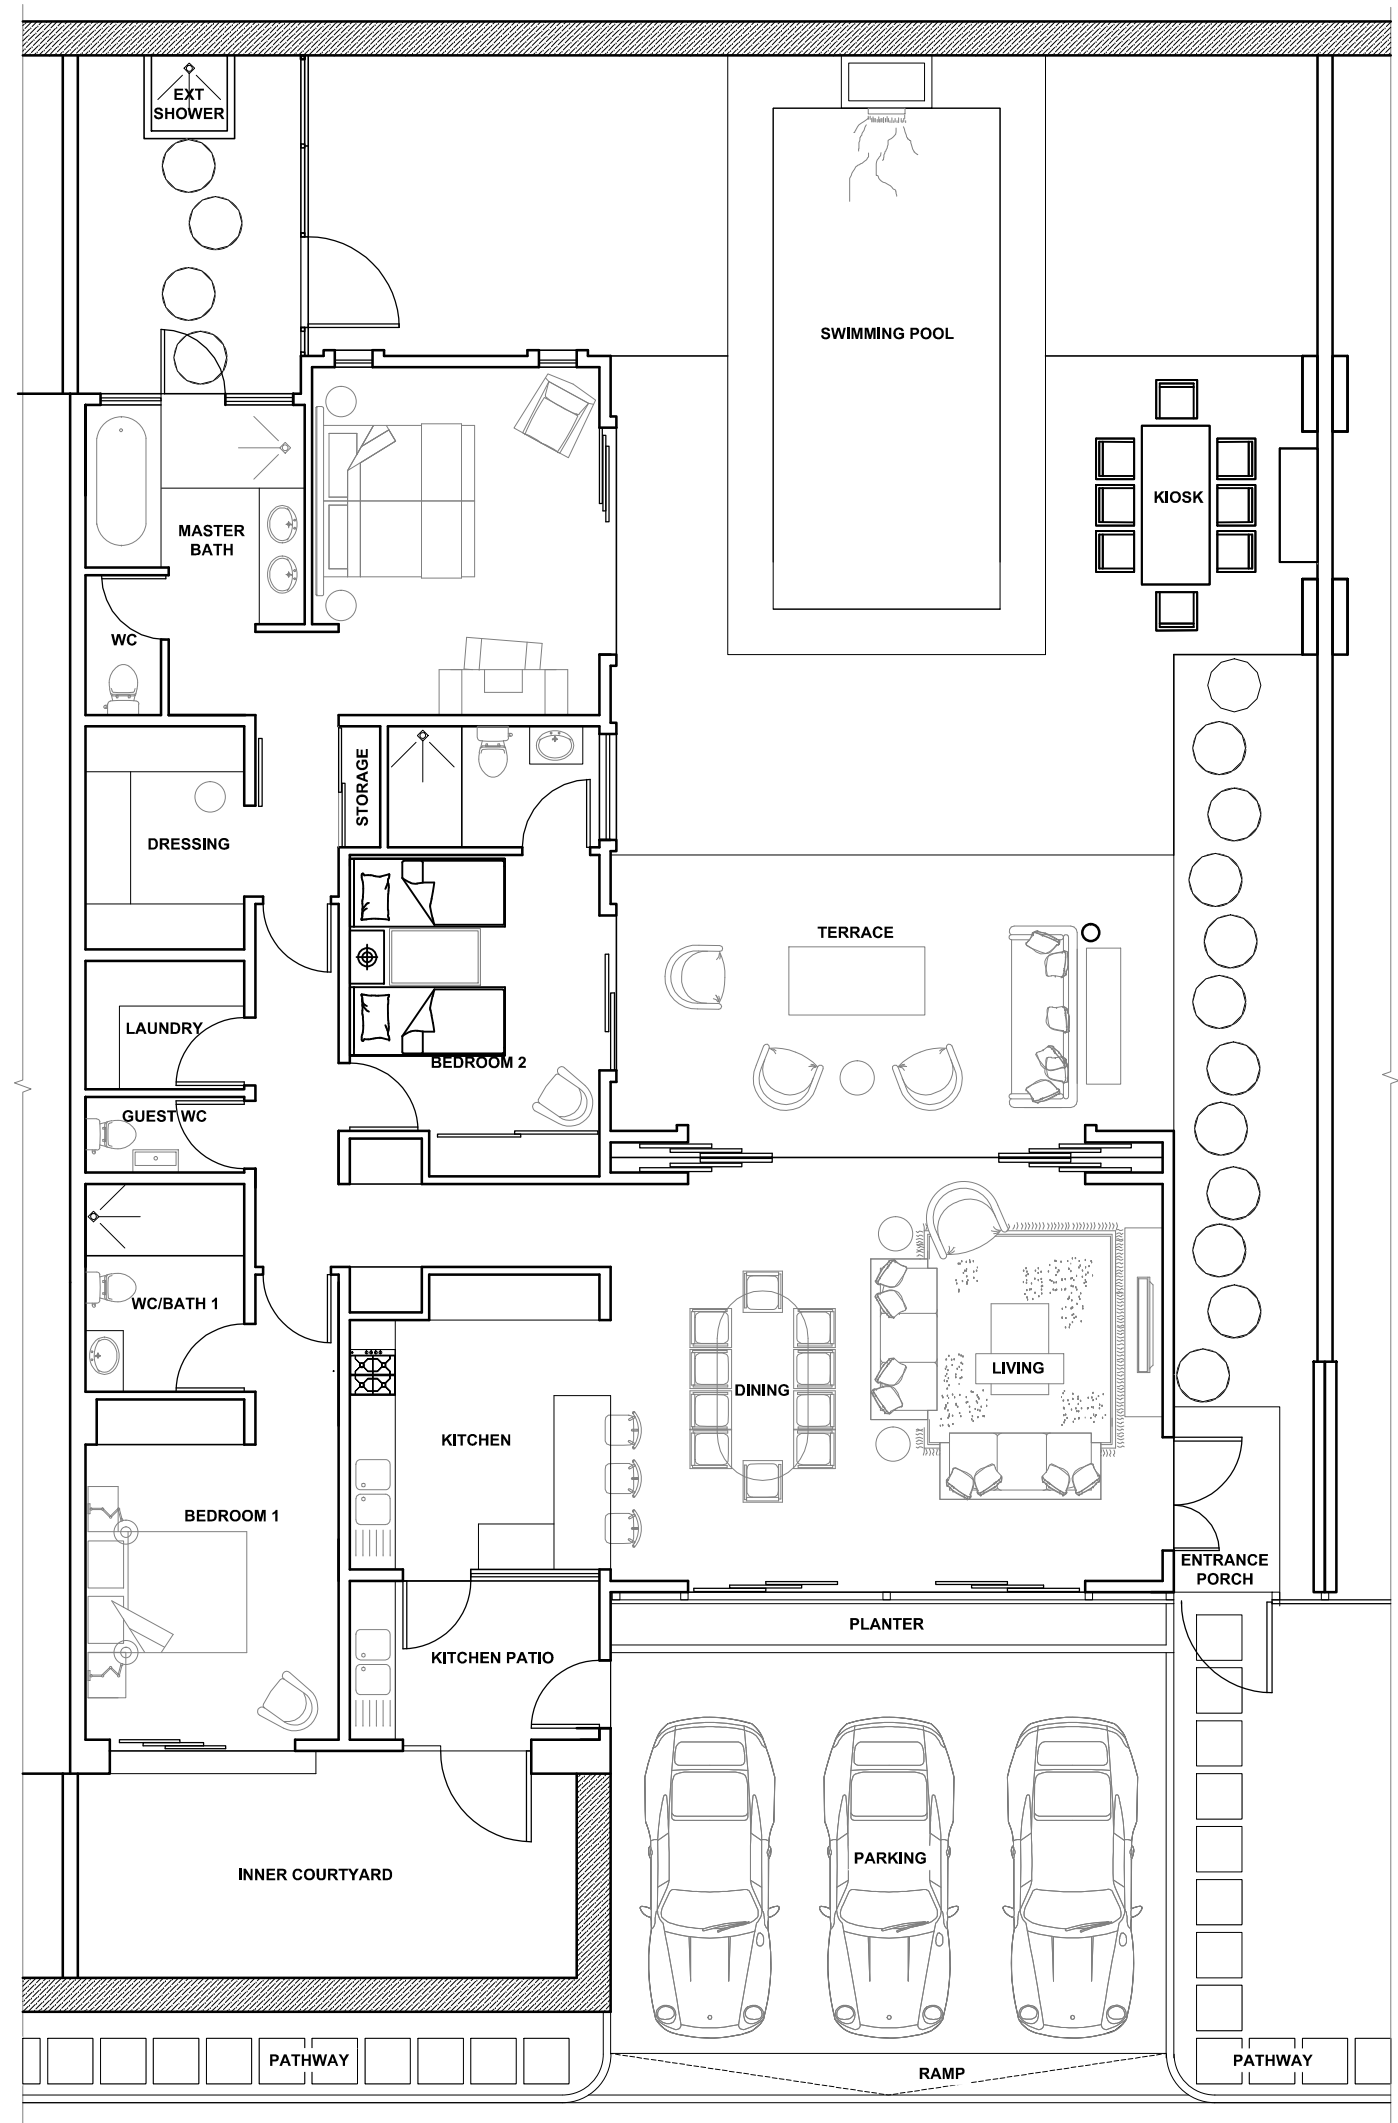 EXT
SHOWER
SWIMMING POOL
KIOSK
MASTER
BATH
WC
STORAGE
DRESSING
TERRACE
LAUNDRY
BEDROOM 2
GUEST WC
WC/BATH 1
LIVING
DINING
KITCHEN
BEDROOM 1
ENTRANCE
PORCH
PLANTER
KITCHEN PATIO
PARKING
INNER COURTYARD
PATHWAY
PATHWAY
RAMP